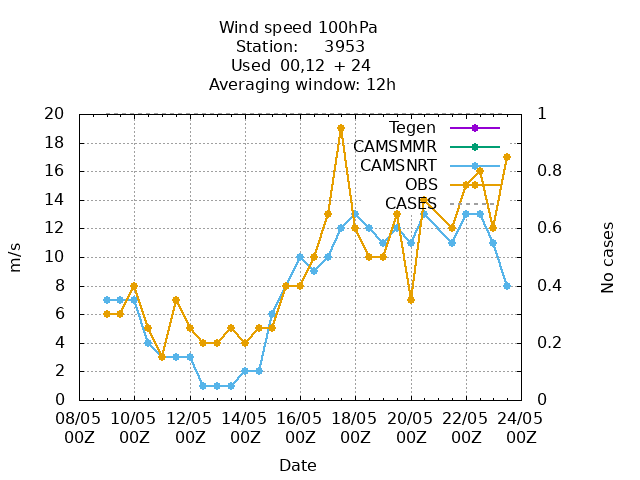 Wind speed 100hPa
Station: 3953
Used 00,12 + 24
Averaging window: 12h
20 1
18
16 0.8
14
12 0.6
10
8 0.4
6
4 0.2
2
0 0
Tegen
CAMSMMR
CAMSNRT
OBS
CASES
m/s
No cases
08/05 10/05 12/05 14/05 16/05 18/05 20/05 22/05 24/05
00Z 00Z 00Z 00Z 00Z 00Z 00Z 00Z 00Z
Date